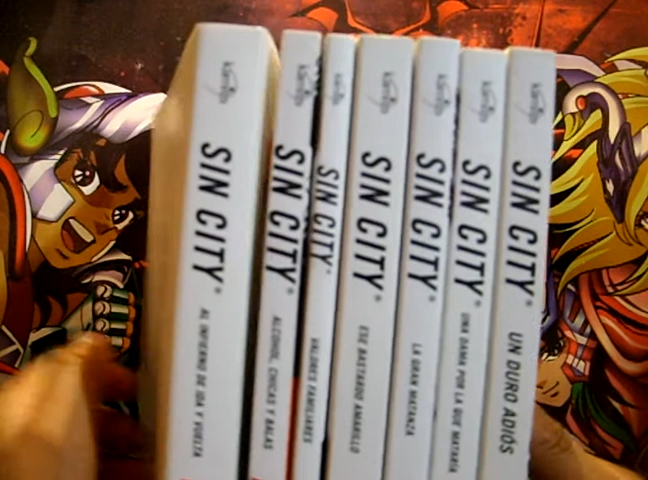 SIN CITY® AL INFIERNO DE IDA Y VUELTA
SIN CITY® ALCOHOL, CHICAS Y BALAS
SIN CITY® VALORES FAMILIARES
SIN CITY® ESE BASTARDO AMARILLO
SIN CITY® LA GRAN MATANZA
SIN CITY® UNA DAMA POR LA QUE MATARÍA
SIN CITY® UN DURO ADIÓS